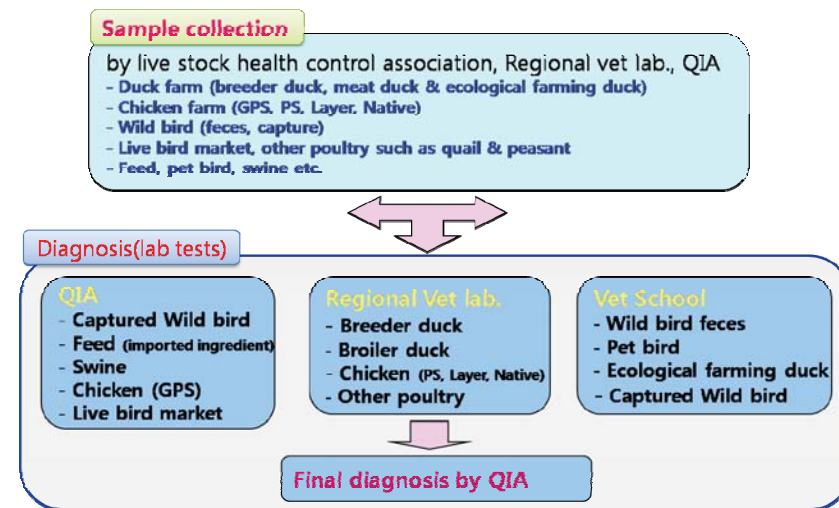 Sample collection
by live stock health control association, Regional vet lab., QIA
- Duck farm (breeder duck, meat duck & ecological farming duck)
- Chicken farm (GPS, PS, Layer, Native)
- Wild bird (feces, capture)
- Live bird market, other poultry such as quail & peasant
- Feed, pet bird, swine etc.
Diagnosis(lab tests)
QIA
- Captured Wild bird
- Feed (imported ingredient)
- Swine
- Chicken (GPS)
- Live bird market
Regional Vet lab.
- Breeder duck
- Broiler duck
- Chicken (PS, Layer, Native)
- Other poultry
Vet School
- Wild bird feces
- Pet bird
- Ecological farming duck
- Captured Wild bird
Final diagnosis by QIA